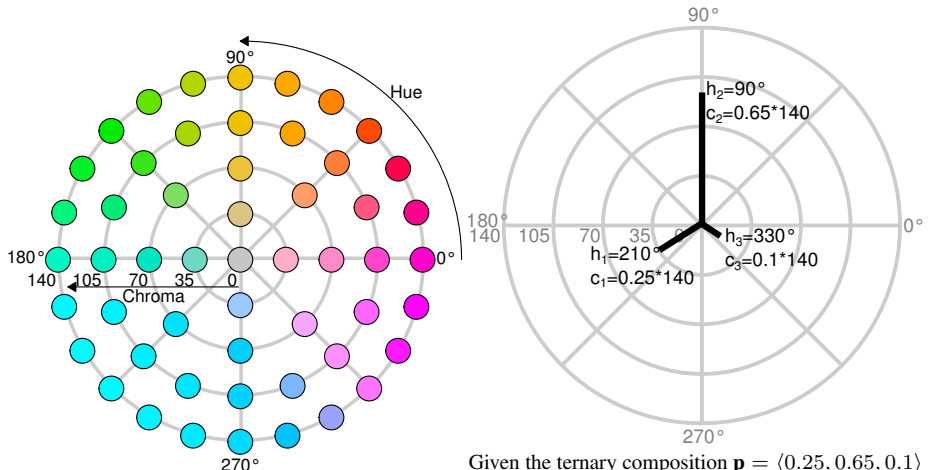 90°
Hue
180°
0°
140 105 70 35 0
Chroma
270°
90°
h₂=90°
c₂=0.65*140
180°
0°
140 105 70 35 0
h₃=330°
h₁=210°
c₃=0.1*140
c₁=0.25*140
270°
Given the ternary composition p = ⟨0.25, 0.65, 0.1⟩